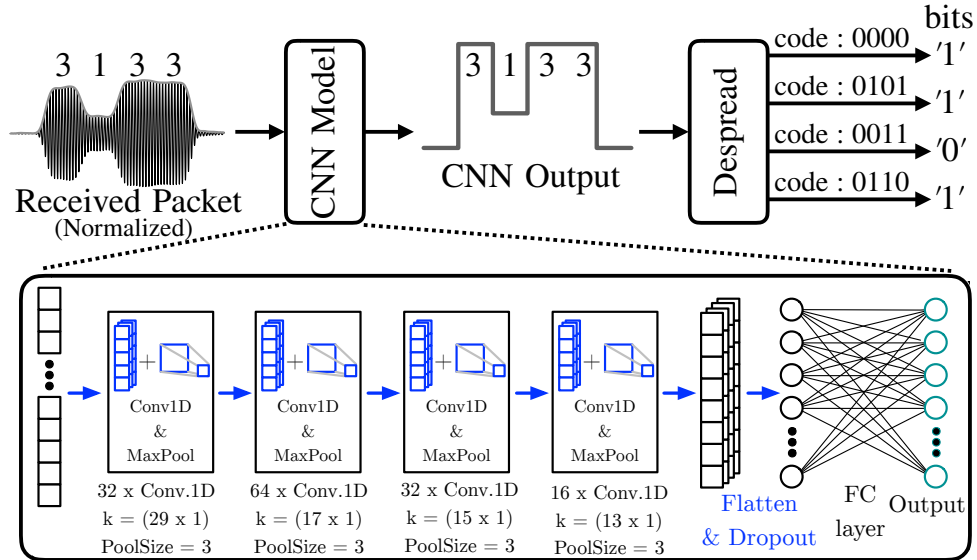 bits
3 1 3 3
CNN Model
3 1 3 3
Despread
code : 0000
'1'
code : 0101
'1'
code : 0011
'0'
code : 0110
'1'
Received Packet
(Normalized)
CNN Output
+
Conv1D
&
MaxPool
+
Conv1D
&
MaxPool
+
Conv1D
&
MaxPool
+
Conv1D
&
MaxPool
32 x Conv.1D
k = (29 x 1)
PoolSize = 3
64 x Conv.1D
k = (17 x 1)
PoolSize = 3
32 x Conv.1D
k = (15 x 1)
PoolSize = 3
16 x Conv.1D
k = (13 x 1)
PoolSize = 3
Flatten
& Dropout
FC
layer
Output